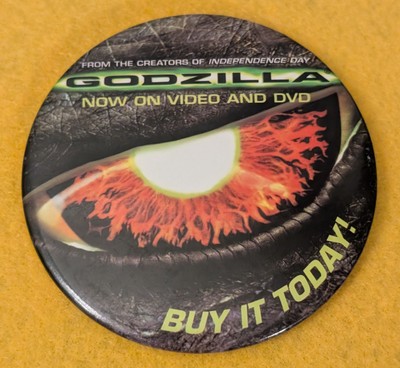 FROM THE CREATORS OF INDEPENDENCE DAY
GODZILLA
NOW ON VIDEO AND DVD
BUY IT TODAY!